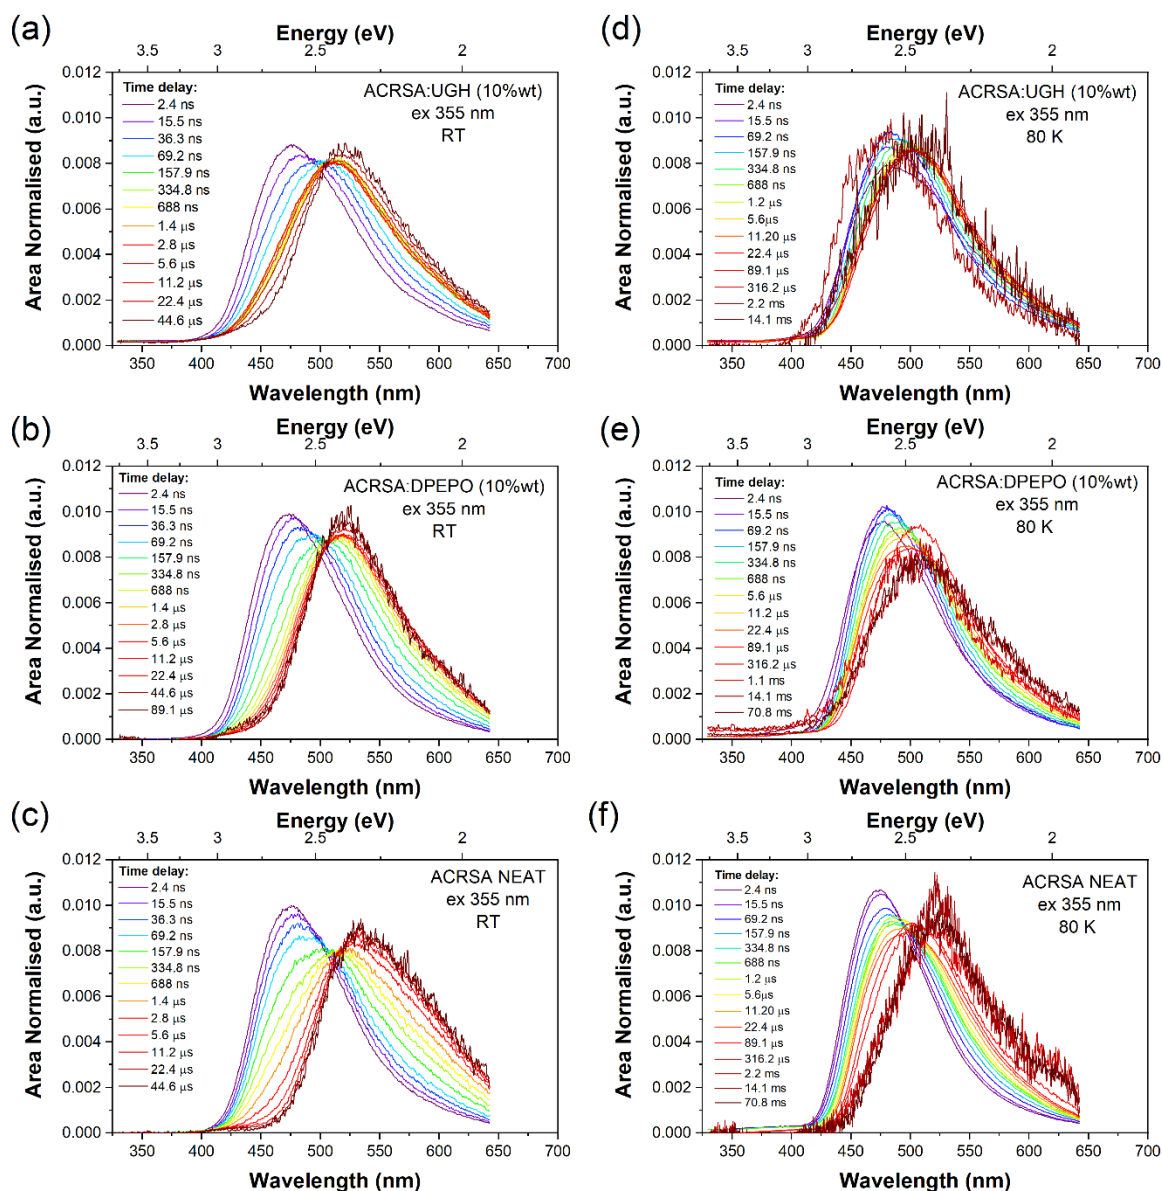 (a)
Energy (eV)
3.5 3 2.5 2
0.012
0.010
0.008
0.006
0.004
0.002
0.000
Area Normalised (a.u.)
Time delay:
2.4 ns
15.5 ns
36.3 ns
69.2 ns
157.9 ns
334.8 ns
688 ns
1.4 µs
2.8 µs
5.6 µs
11.2 µs
22.4 µs
44.6 µs
ACRSA:UGH (10%wt)
ex 355 nm
RT
350 400 450 500 550 600 650 700
Wavelength (nm)
(d)
Energy (eV)
3.5 3 2.5 2
0.012
0.010
0.008
0.006
0.004
0.002
0.000
Area Normalised (a.u.)
Time delay:
2.4 ns
15.5 ns
69.2 ns
157.9 ns
334.8 ns
688 ns
1.2 µs
5.6µs
11.20 µs
22.4 µs
89.1 µs
316.2 µs
2.2 ms
14.1 ms
ACRSA:UGH (10%wt)
ex 355 nm
80 K
350 400 450 500 550 600 650 700
Wavelength (nm)
(b)
Energy (eV)
3.5 3 2.5 2
0.012
0.010
0.008
0.006
0.004
0.002
0.000
Area Normalised (a.u.)
Time delay:
2.4 ns
15.5 ns
36.3 ns
69.2 ns
157.9 ns
334.8 ns
688 ns
1.4 µs
2.8 µs
5.6 µs
11.2 µs
22.4 µs
44.6 µs
89.1 µs
ACRSA:DPEPO (10%wt)
ex 355 nm
RT
350 400 450 500 550 600 650 700
Wavelength (nm)
(e)
Energy (eV)
3.5 3 2.5 2
0.012
0.010
0.008
0.006
0.004
0.002
0.000
Area Normalised (a.u.)
Time delay:
2.4 ns
15.5 ns
69.2 ns
157.9 ns
334.8 ns
688 ns
5.6 µs
11.2 µs
22.4 µs
89.1 µs
316.2 µs
1.1 ms
14.1 ms
70.8 ms
ACRSA:DPEPO (10%wt)
ex 355 nm
80 K
350 400 450 500 550 600 650 700
Wavelength (nm)
(c)
Energy (eV)
3.5 3 2.5 2
0.012
0.010
0.008
0.006
0.004
0.002
0.000
Area Normalised (a.u.)
Time delay:
2.4 ns
15.5 ns
36.3 ns
69.2 ns
157.9 ns
334.8 ns
688 ns
1.4 µs
2.8 µs
5.6 µs
11.2 µs
22.4 µs
44.6 µs
ACRSA NEAT
ex 355 nm
RT
350 400 450 500 550 600 650 700
Wavelength (nm)
(f)
Energy (eV)
3.5 3 2.5 2
0.012
0.010
0.008
0.006
0.004
0.002
0.000
Area Normalised (a.u.)
Time delay:
2.4 ns
15.5 ns
69.2 ns
157.9 ns
334.8 ns
688 ns
1.2 µs
5.6µs
11.20 µs
22.4 µs
89.1 µs
316.2 µs
2.2 ms
14.1 ms
70.8 ms
ACRSA NEAT
ex 355 nm
80 K
350 400 450 500 550 600 650 700
Wavelength (nm)